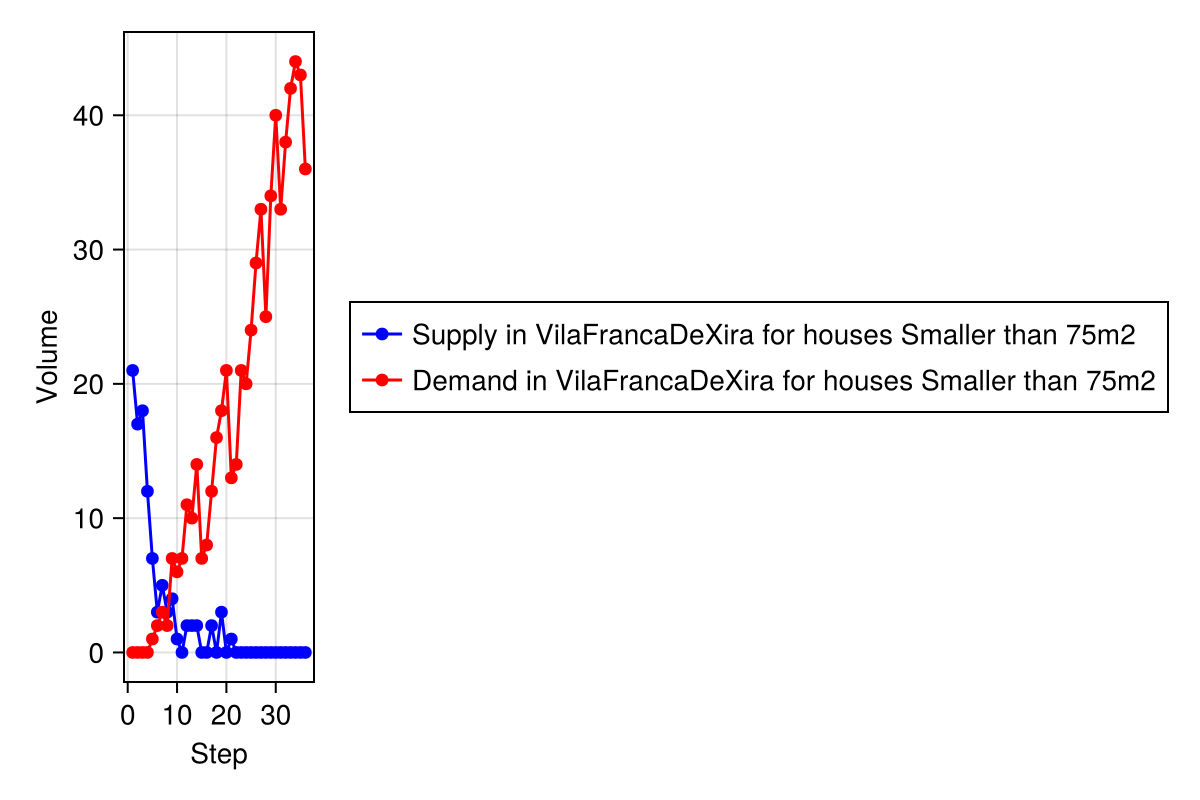 40
30
20
10
0
Volume
0 10 20 30
Step
Supply in VilaFrancaDeXira for houses Smaller than 75m2
Demand in VilaFrancaDeXira for houses Smaller than 75m2